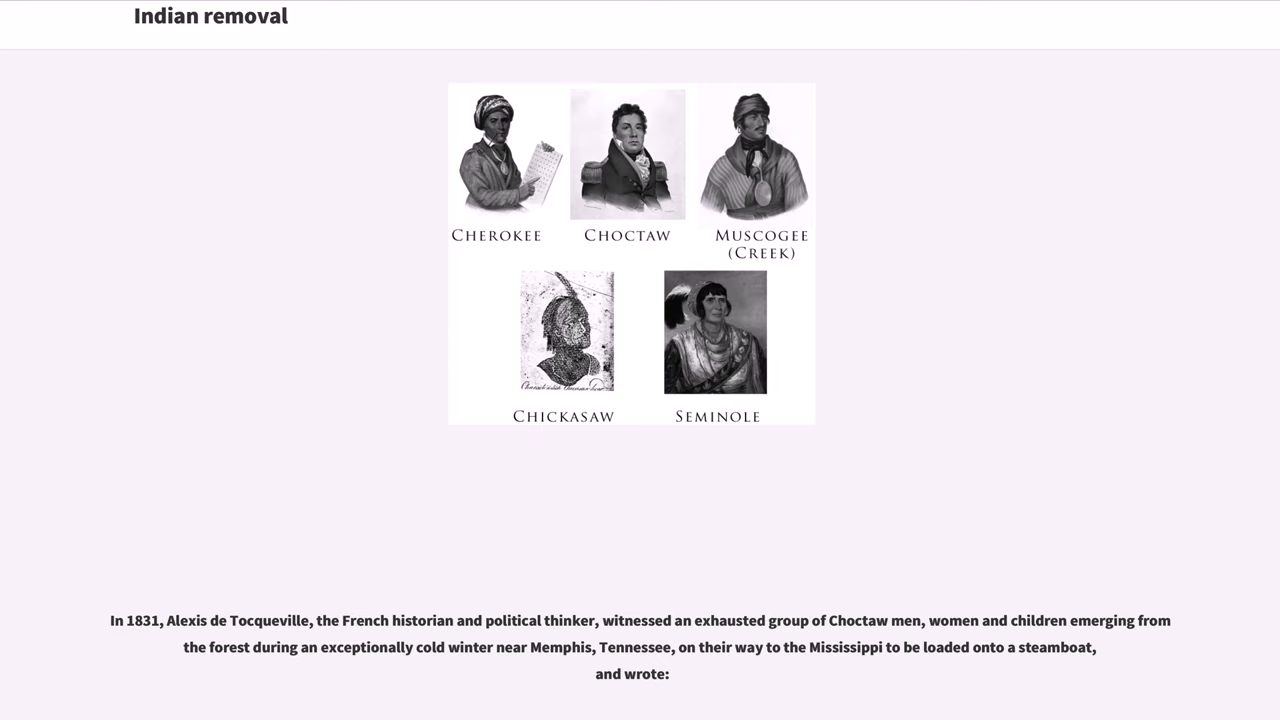 Indian removal
CHEROKEE
CHOCTAW
MUSCOGEE
(CREEK)
CHICKASAW
SEMINOLE
In 1831, Alexis de Tocqueville, the French historian and political thinker, witnessed an exhausted group of Choctaw men, women and children emerging from
the forest during an exceptionally cold winter near Memphis, Tennessee, on their way to the Mississippi to be loaded onto a steamboat,
and wrote: